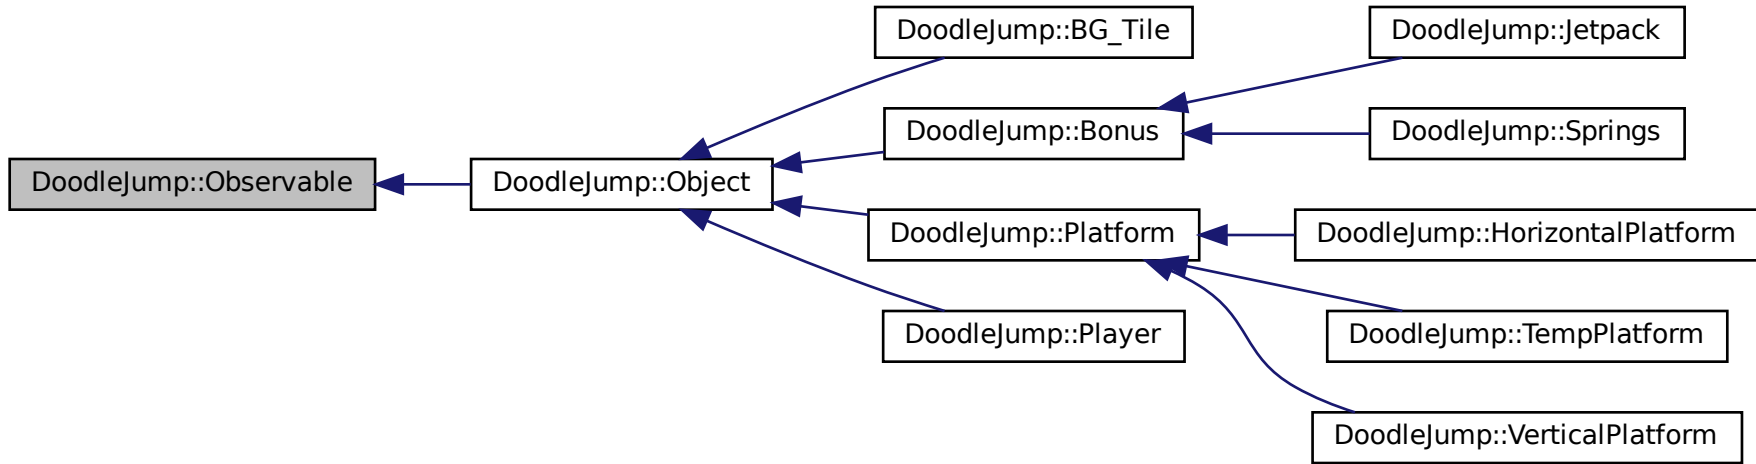 DoodleJump::BG_Tile
DoodleJump::Jetpack
DoodleJump::Bonus
DoodleJump::Springs
DoodleJump::Observable
DoodleJump::Object
DoodleJump::Platform
DoodleJump::HorizontalPlatform
DoodleJump::Player
DoodleJump::TempPlatform
DoodleJump::VerticalPlatform